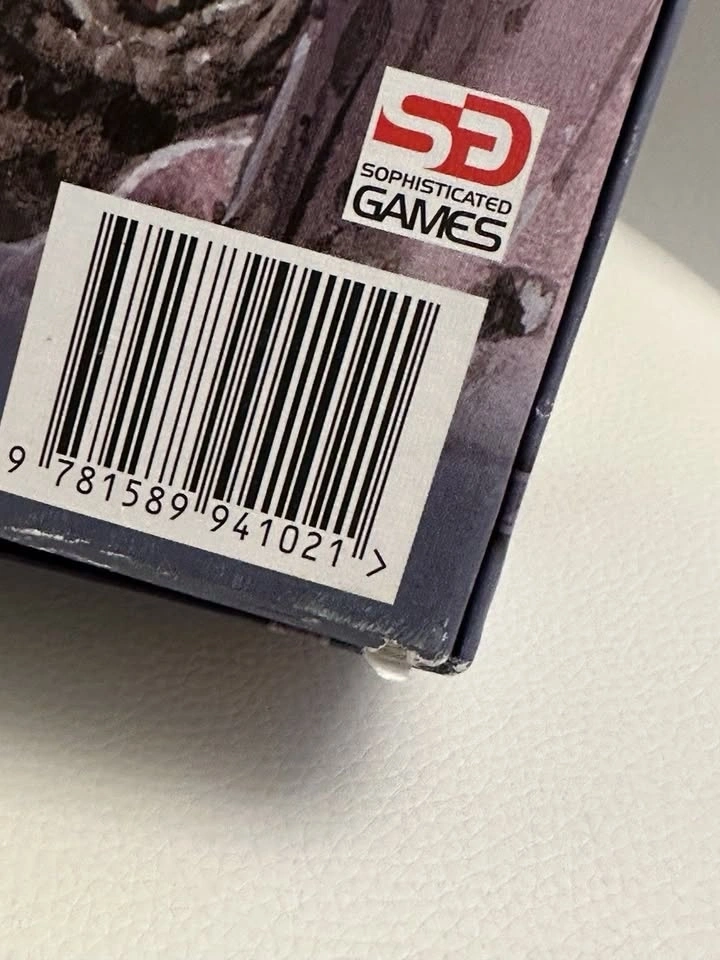 SG
SOPHISTICATED
GAMES
9 781589 941021 >